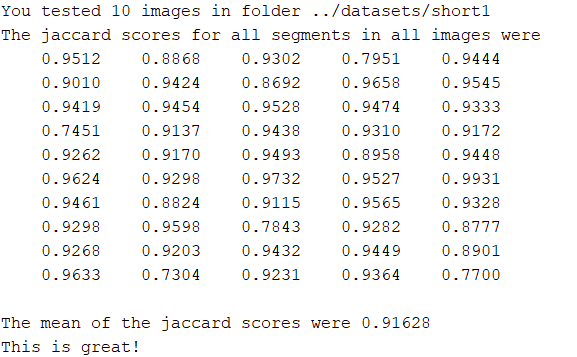 You tested 10 images in folder ../datasets/short1
The jaccard scores for all segments in all images were
0.9512 0.8868 0.9302 0.7951 0.9444
0.9010 0.9424 0.8692 0.9658 0.9545
0.9419 0.9454 0.9528 0.9474 0.9333
0.7451 0.9137 0.9438 0.9310 0.9172
0.9262 0.9170 0.9493 0.8958 0.9448
0.9624 0.9298 0.9732 0.9527 0.9931
0.9461 0.8824 0.9115 0.9565 0.9328
0.9298 0.9598 0.7843 0.9282 0.8777
0.9268 0.9203 0.9432 0.9449 0.8901
0.9633 0.7304 0.9231 0.9364 0.7700
The mean of the jaccard scores were 0.91628
This is great!